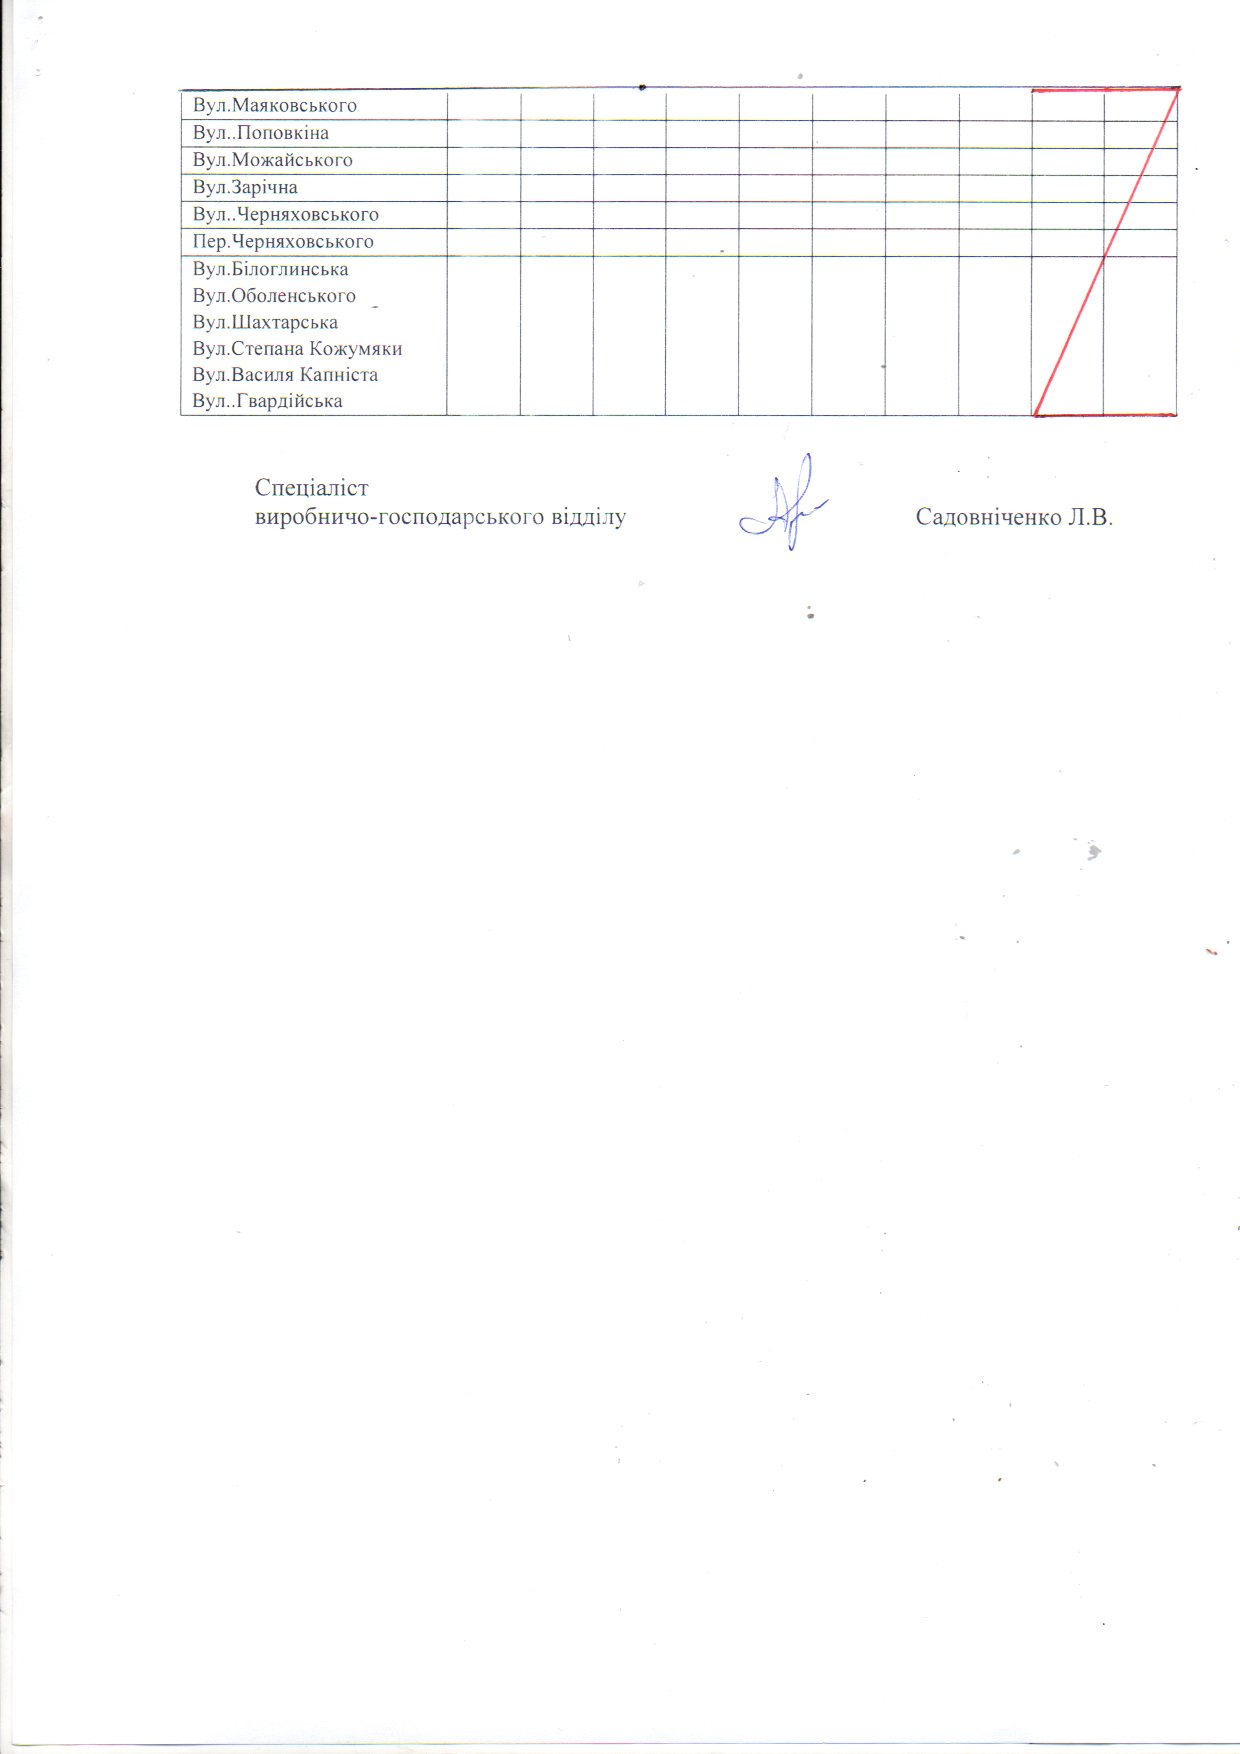 Вул.Маяковського
Вул..Поповкіна
Вул.Можайського
Вул.Зарічна
Вул..Черняховського
Пер.Черняховського
Вул.Білоглинська
Вул.Оболенського
Вул.Шахтарська
Вул.Степана Кожумяки
Вул.Василя Капніста
Вул..Гвардійська
Спеціаліст
виробничо-господарського відділу Садовніченко Л.В.